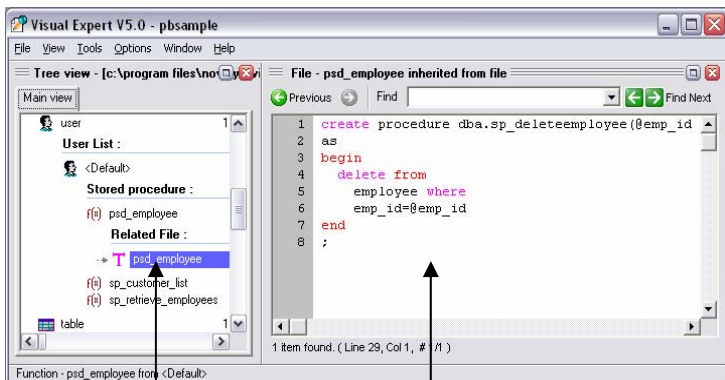 Visual Expert V5.0 - pbsample
File View Tools Options Window Help
Tree view - [c:\program files\no
Main view
user 1
User List :
<Default>
Stored procedure :
f(x) psd_employee
Related File :
T psd_employee
f(x) sp_customer_list
f(x) sp_retrieve_employees
table 1
File - psd_employee inherited from file
Previous Find Find Next
1 create procedure dba.sp_deleteemployee(@emp_id
2 as
3 begin
4 delete from
5 employee where
6 emp_id=@emp_id
7 end
8 ;
1 item found. ( Line 29, Col 1, # 1/1 )
Function - psd_employee from <Default>